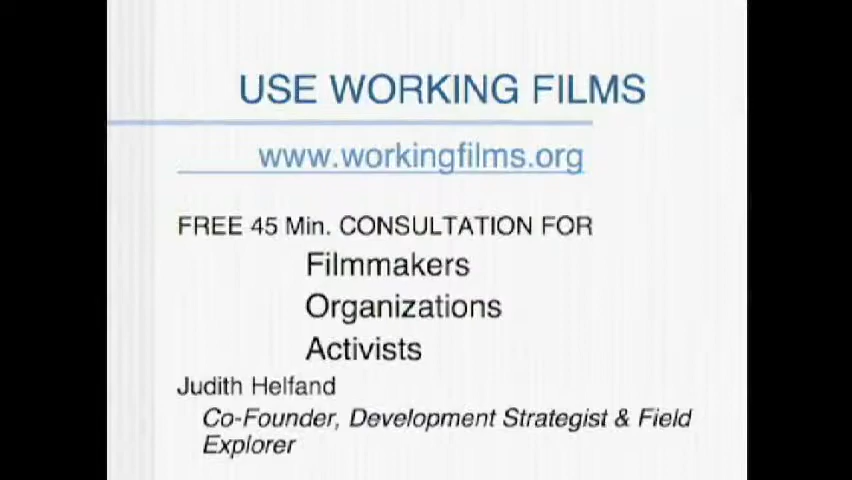 USE WORKING FILMS
www.workingfilms.org
FREE 45 Min. CONSULTATION FOR
Filmmakers
Organizations
Activists
Judith Helfand
Co-Founder, Development Strategist & Field
Explorer